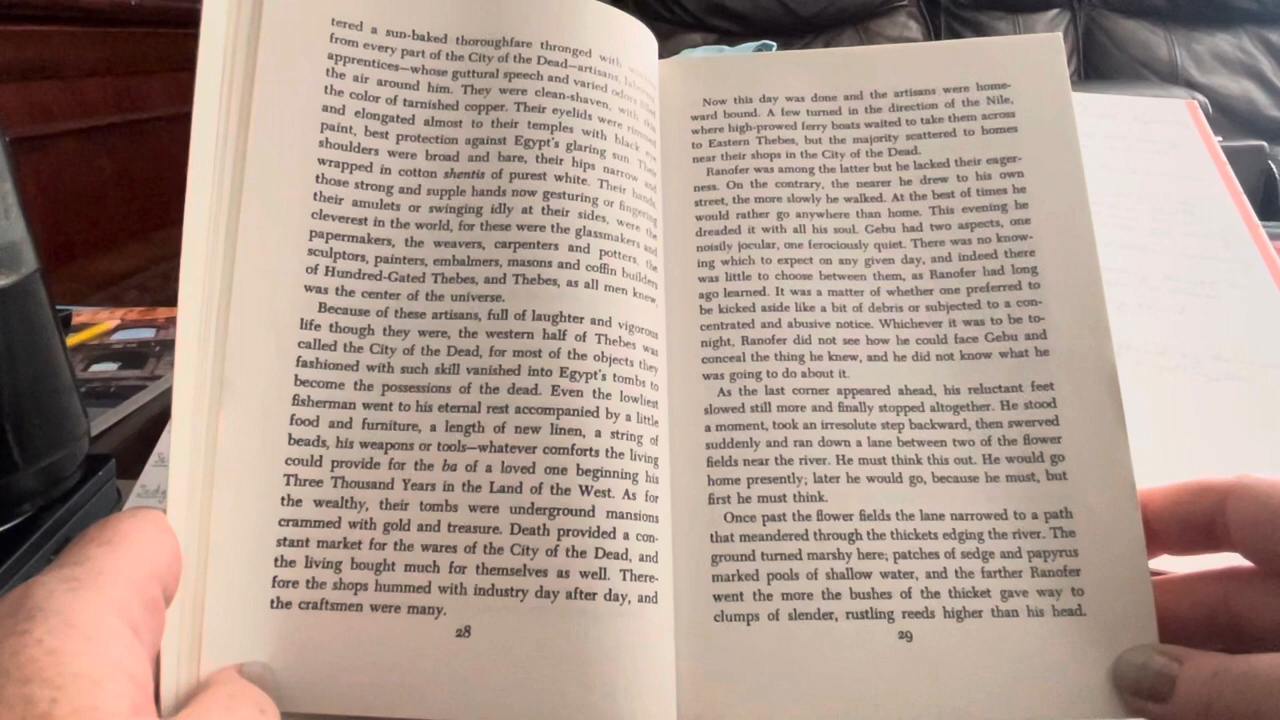 tered a sun-baked thoroughfare thronged with
from every part of the City of the Dead—artisans,
apprentices—whose guttural speech and varied odors filled
the air around him. They were clean-shaven, with skin
the color of tarnished copper. Their eyelids were rimmed
and elongated almost to their temples with black eye
paint, best protection against Egypt's glaring sun. Their
shoulders were broad and bare, their hips narrow and
wrapped in cotton shentis of purest white. Their hands,
those strong and supple hands now gesturing or fingering
their amulets or swinging idly at their sides, were the
cleverest in the world, for these were the glassmakers and
papermakers, the weavers, carpenters and potters, the
sculptors, painters, embalmers, masons and coffin builders
of Hundred-Gated Thebes, and Thebes, as all men knew,
was the center of the universe.
Because of these artisans, full of laughter and vigorous
life though they were, the western half of Thebes was
called the City of the Dead, for most of the objects they
fashioned with such skill vanished into Egypt's tombs to
become the possessions of the dead. Even the lowliest
fisherman went to his eternal rest accompanied by a little
food and furniture, a length of new linen, a string of
beads, his weapons or tools—whatever comforts the living
could provide for the ba of a loved one beginning his
Three Thousand Years in the Land of the West. As for
the wealthy, their tombs were underground mansions
crammed with gold and treasure. Death provided a con-
stant market for the wares of the City of the Dead, and
the living bought much for themselves as well. There-
fore the shops hummed with industry day after day, and
the craftsmen were many.
28
Now this day was done and the artisans were home-
ward bound. A few turned in the direction of the Nile,
where high-prowed ferry boats waited to take them across
to Eastern Thebes, but the majority scattered to homes
near their shops in the City of the Dead.
Ranofer was among the latter but he lacked their eager-
ness. On the contrary, the nearer he drew to his own
street, the more slowly he walked. At the best of times he
would rather go anywhere than home. This evening he
dreaded it with all his soul. Gebu had two aspects, one
noisily jocular, one ferociously quiet. There was no know-
ing which to expect on any given day, and indeed there
was little to choose between them, as Ranofer had long
ago learned. It was a matter of whether one preferred to
be kicked aside like a bit of debris or subjected to a con-
centrated and abusive notice. Whichever it was to be to-
night, Ranofer did not see how he could face Gebu and
conceal the thing he knew, and he did not know what he
was going to do about it.
As the last corner appeared ahead, his reluctant feet
slowed still more and finally stopped altogether. He stood
a moment, took an irresolute step backward, then swerved
suddenly and ran down a lane between two of the flower
fields near the river. He must think this out. He would go
home presently; later he would go, because he must, but
first he must think.
Once past the flower fields the lane narrowed to a path
that meandered through the thickets edging the river. The
ground turned marshy here; patches of sedge and papyrus
marked pools of shallow water, and the farther Ranofer
went the more the bushes of the thicket gave way to
clumps of slender, rustling reeds higher than his head.
29